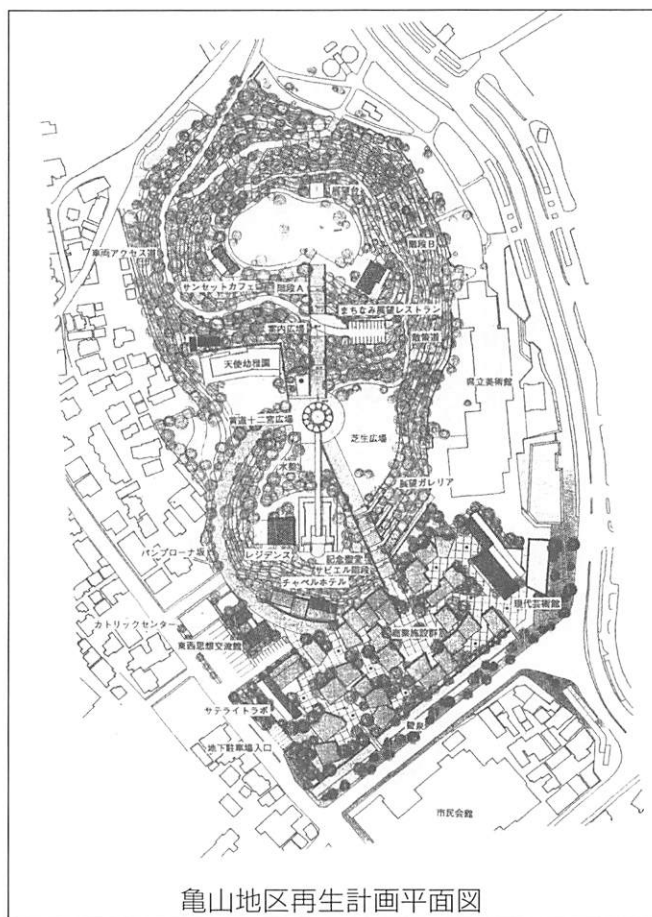 展望台
階段B
車両アクセス道
サンセットカフェ
階段A
まちなみ展望レストラン
案内広場
散策道
天使幼稚園
県立美術館
黄道十二宮広場
芝生広場
水盤
展望ガレリア
パンプローナ坂
レジデンス
記念聖堂
サビエル階段
チャペルホテル
現代芸術館
カトリックセンター
商業施設群
東西思想交流館
サテライトラボ
地下駐車場入口
市民会館
亀山地区再生計画平面図